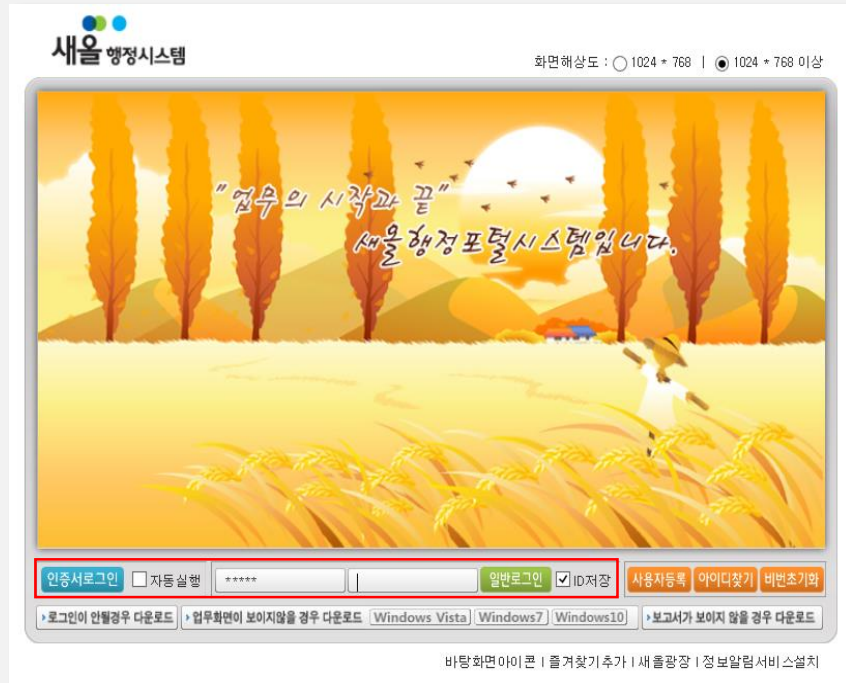 새올 행정시스템
화면해상도 : 1024 * 768 | 1024 * 768 이상
"업무의 시작과 끝"
새올행정포털시스템입니다.
인증서로그인 자동실행 ***** 일반로그인 ID저장 사용자등록 아이디찾기 비번초기화
로그인이 안될경우 다운로드 업무화면이 보이지않을 경우 다운로드 Windows Vista Windows7 Windows10 보고서가 보이지 않을 경우 다운로드
바탕화면아이콘 | 즐겨찾기추가 | 새올광장 | 정보알림서비스설치